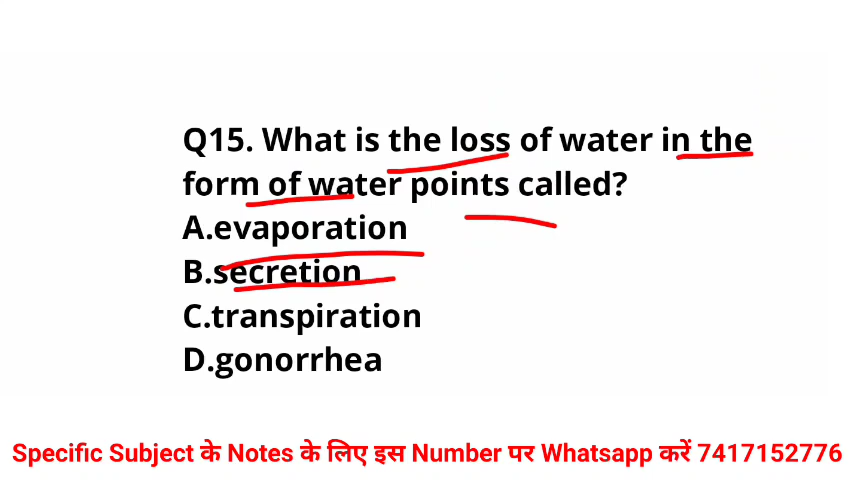 Q15. What is the loss of water in the
form of water points called?
A.evaporation
B.secretion
C.transpiration
D.gonorrhea
Specific Subject के Notes के लिए इस Number पर Whatsapp करें 7417152776